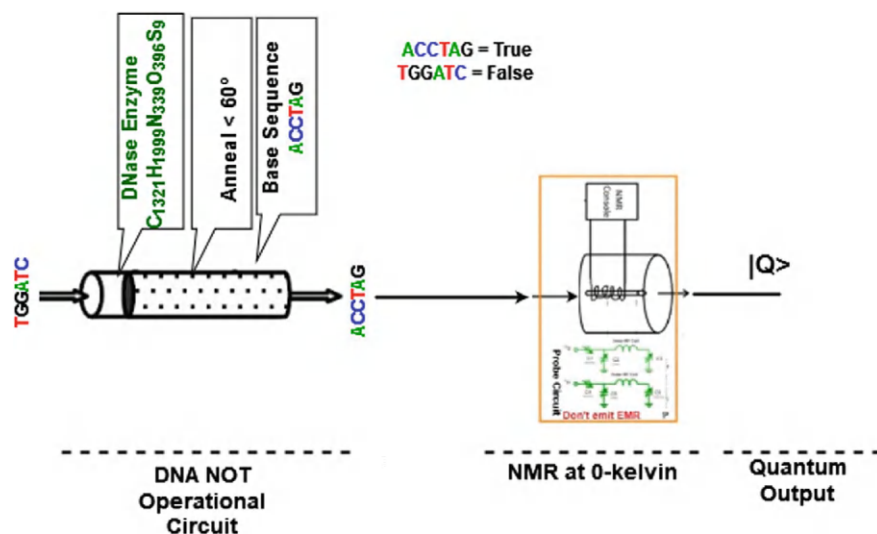 ACCTAG = True
TGGATC = False
DNase Enzyme
C1321H1999N339O396S9
Anneal < 60°
Base Sequence
ACCTAG
TGGATC
ACCTAG
NMR
Console
|Q>
Probe Circuit
Don't emit EMR
DNA NOT
Operational
Circuit
NMR at 0-kelvin
Quantum
Output